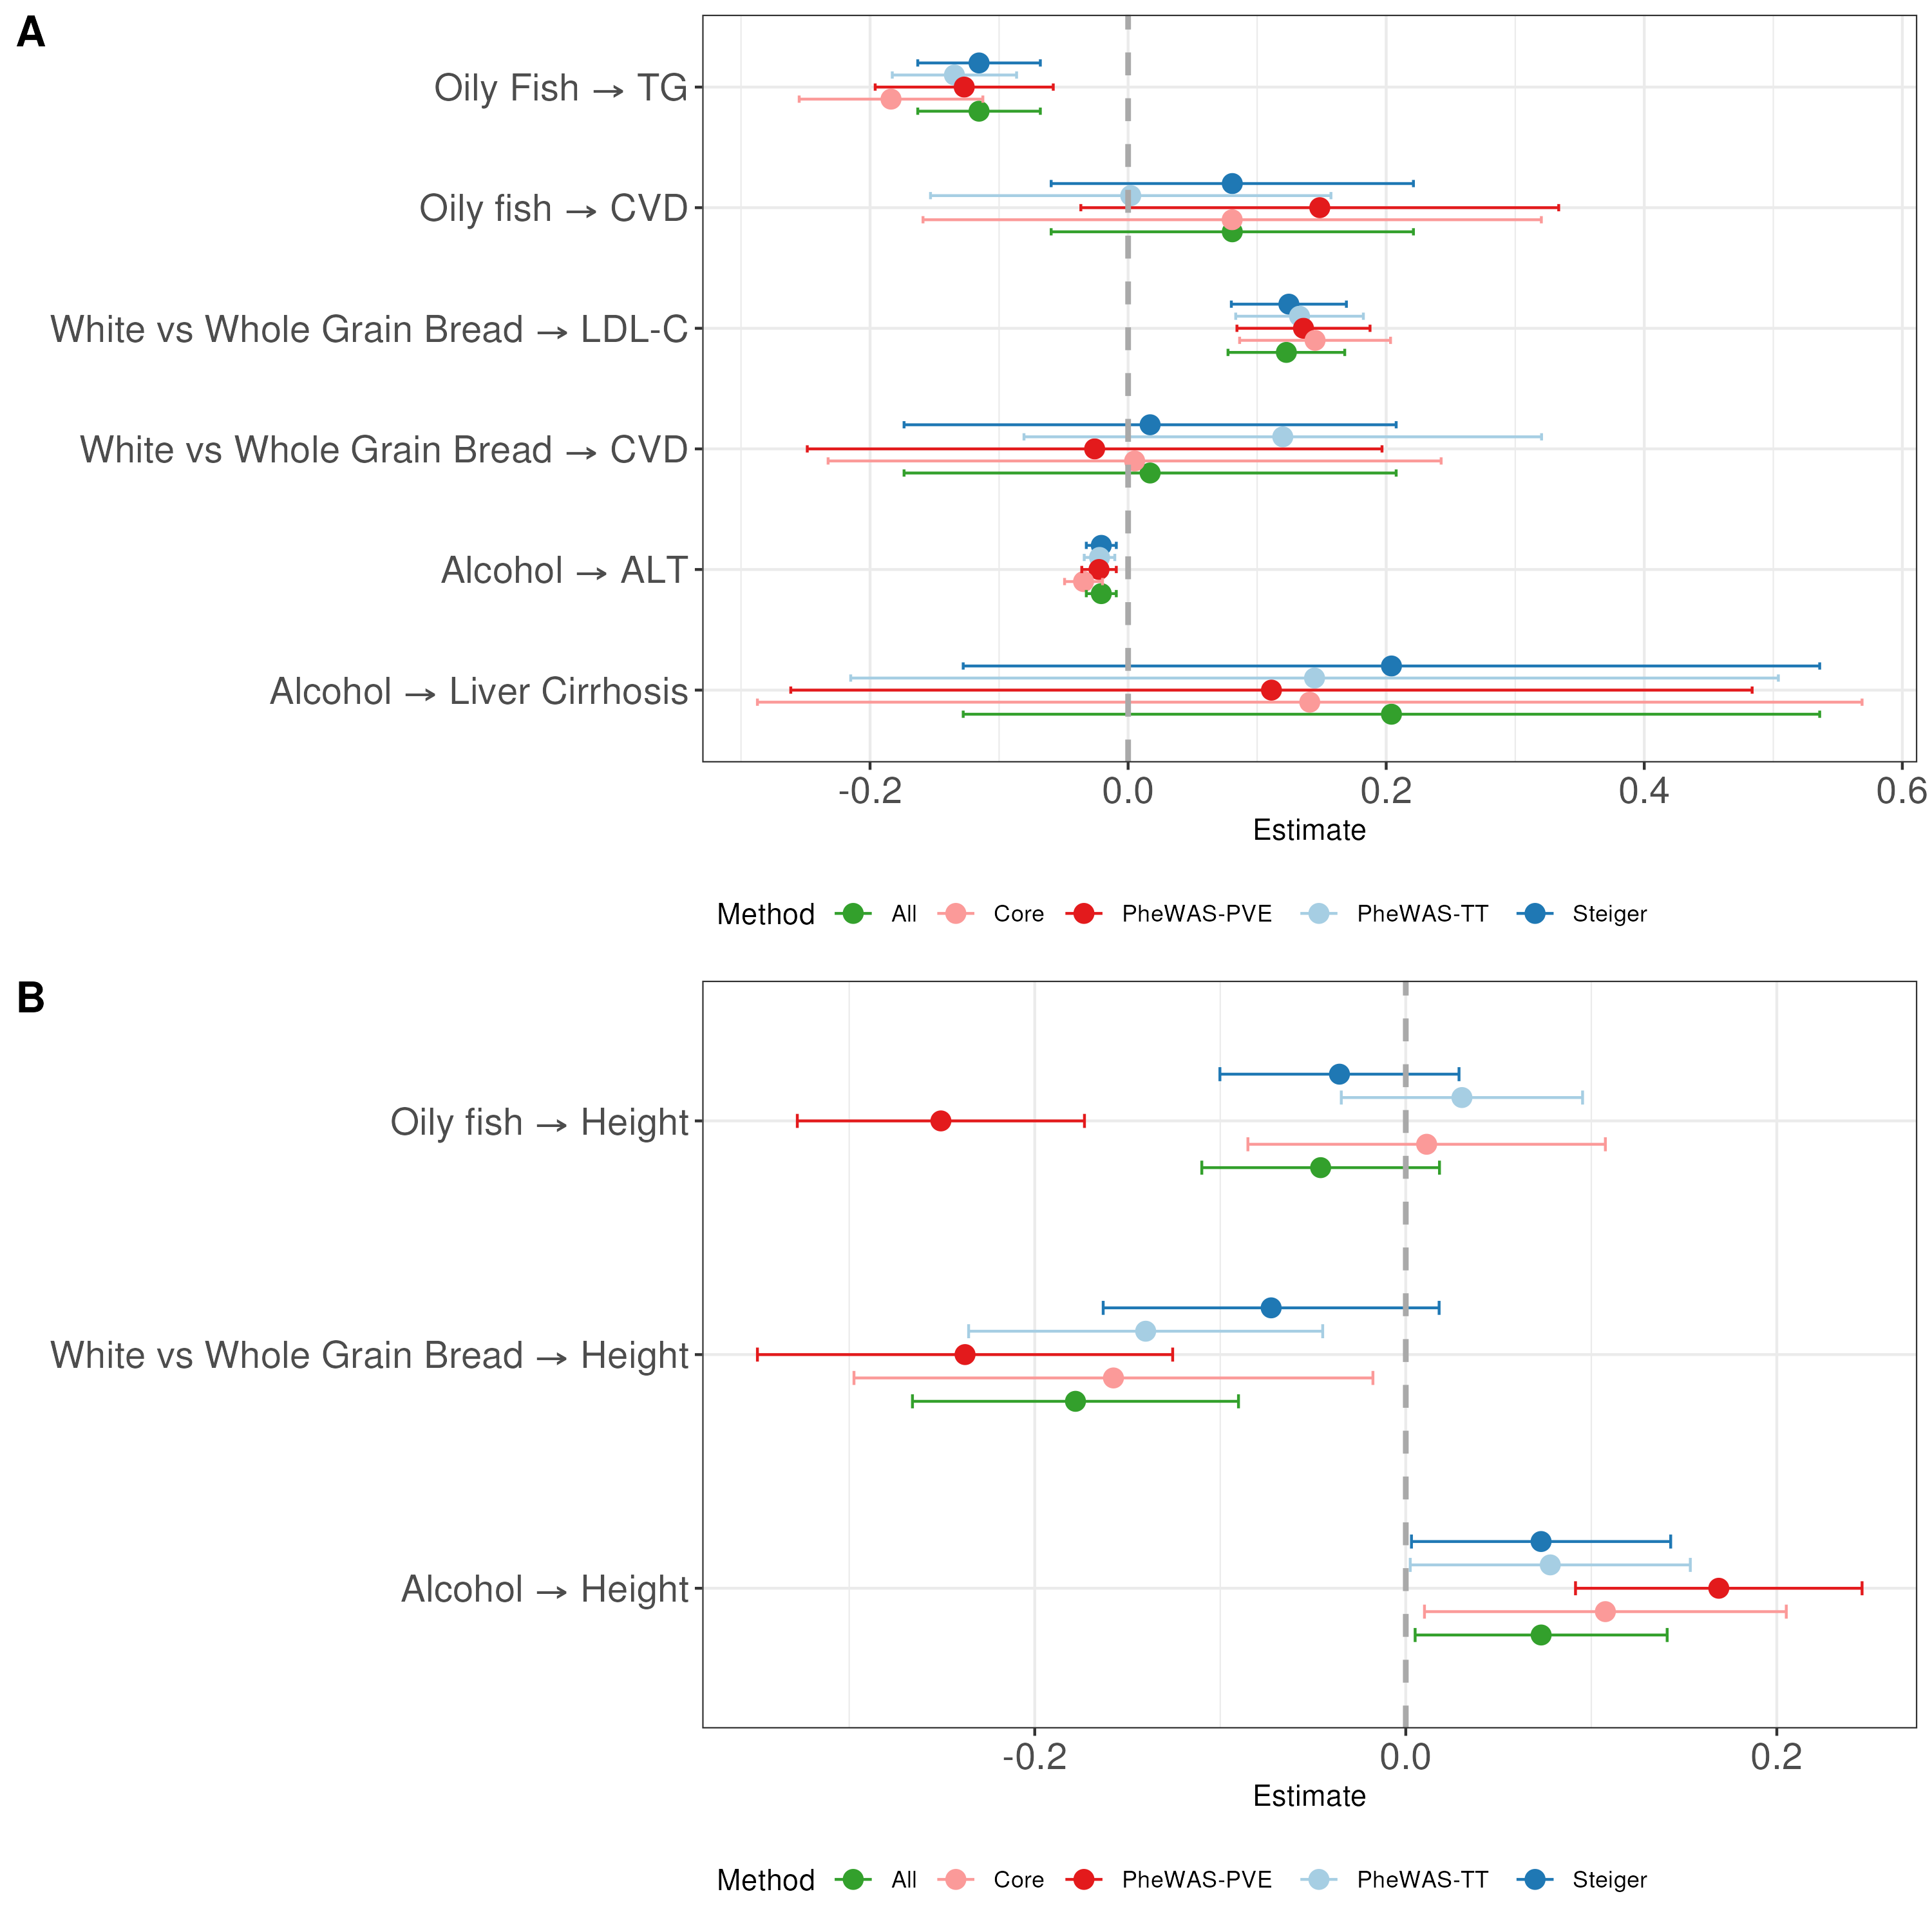 A
Oily Fish → TG
Oily fish → CVD
White vs Whole Grain Bread → LDL-C
White vs Whole Grain Bread → CVD
Alcohol → ALT
Alcohol → Liver Cirrhosis
-0.2 0.0 0.2 0.4 0.6
Estimate
Method All Core PheWAS-PVE PheWAS-TT Steiger
B
Oily fish → Height
White vs Whole Grain Bread → Height
Alcohol → Height
-0.2 0.0 0.2
Estimate
Method All Core PheWAS-PVE PheWAS-TT Steiger